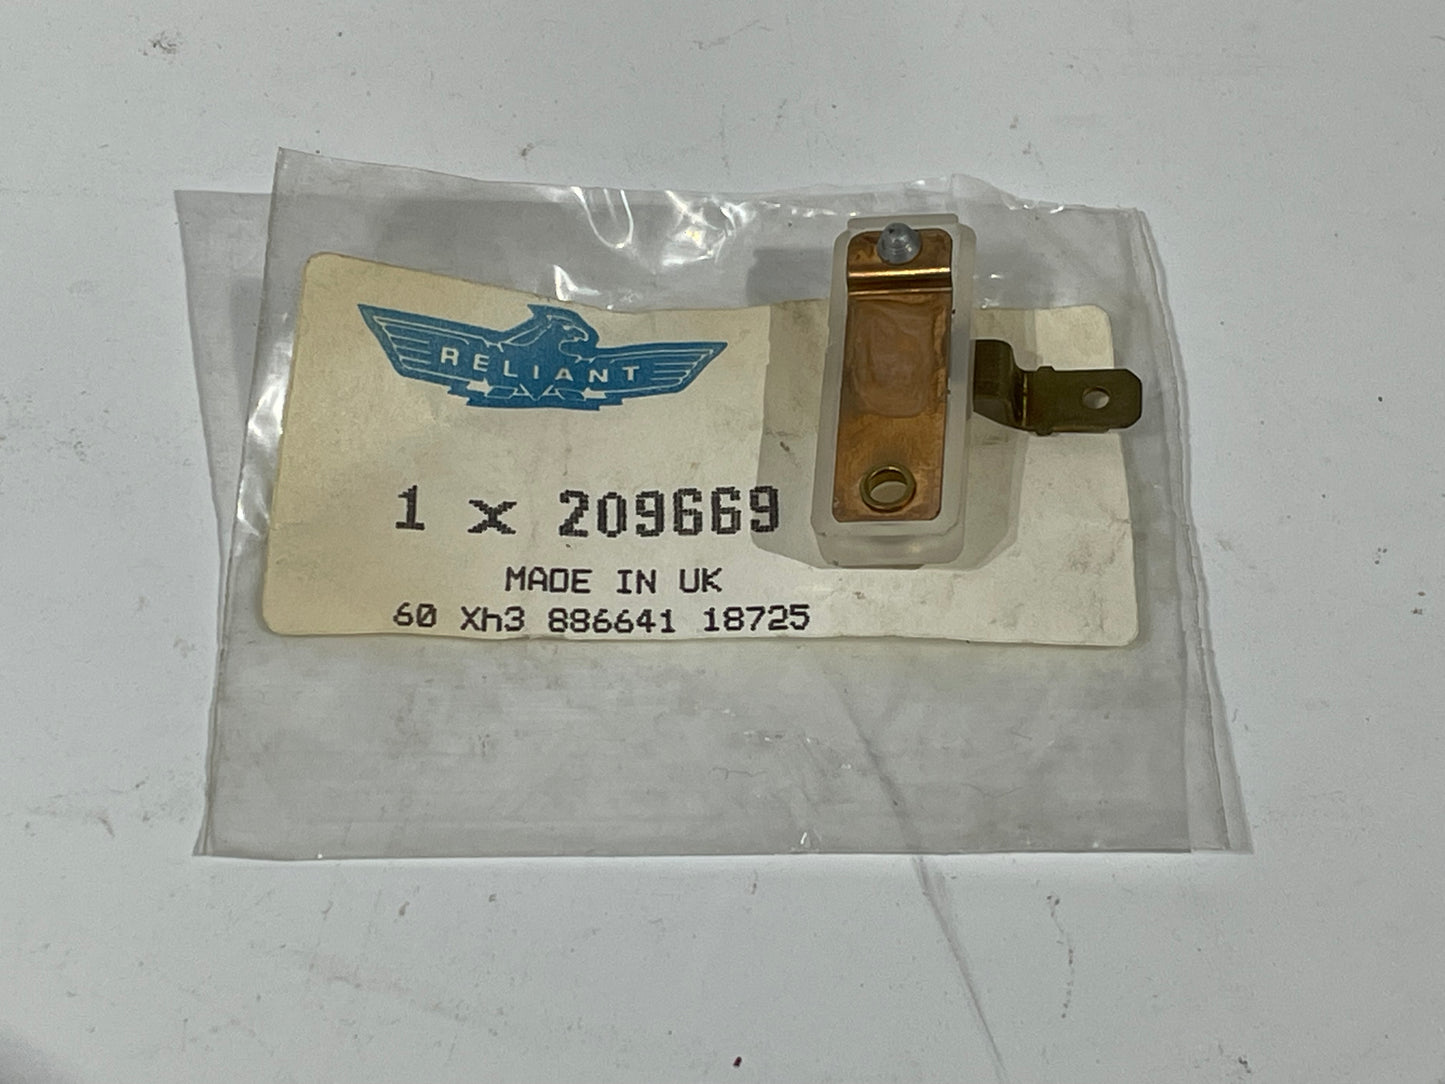 RELIANT
1 x 209669
MADE IN UK
60 Xh3 886641 18725